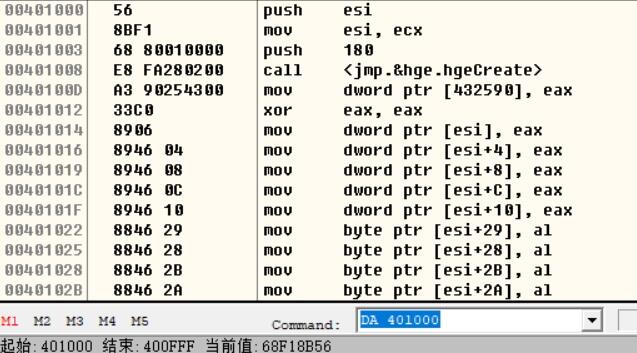 00401000 56 push esi
00401001 8BF1 mov esi, ecx
00401003 68 80010000 push 180
00401008 E8 FA280200 call <jmp.&hge.hgeCreate>
0040100D A3 90254300 mov dword ptr [432590], eax
00401012 33C0 xor eax, eax
00401014 8906 mov dword ptr [esi], eax
00401016 8946 04 mov dword ptr [esi+4], eax
00401019 8946 08 mov dword ptr [esi+8], eax
0040101C 8946 0C mov dword ptr [esi+C], eax
0040101F 8946 10 mov dword ptr [esi+10], eax
00401022 8846 29 mov byte ptr [esi+29], al
00401025 8846 28 mov byte ptr [esi+28], al
00401028 8846 2B mov byte ptr [esi+2B], al
0040102B 8846 2A mov byte ptr [esi+2A], al
M1 M2 M3 M4 M5 Command: DA 401000
起始:401000 结束:400FFF 当前值:68F18B56